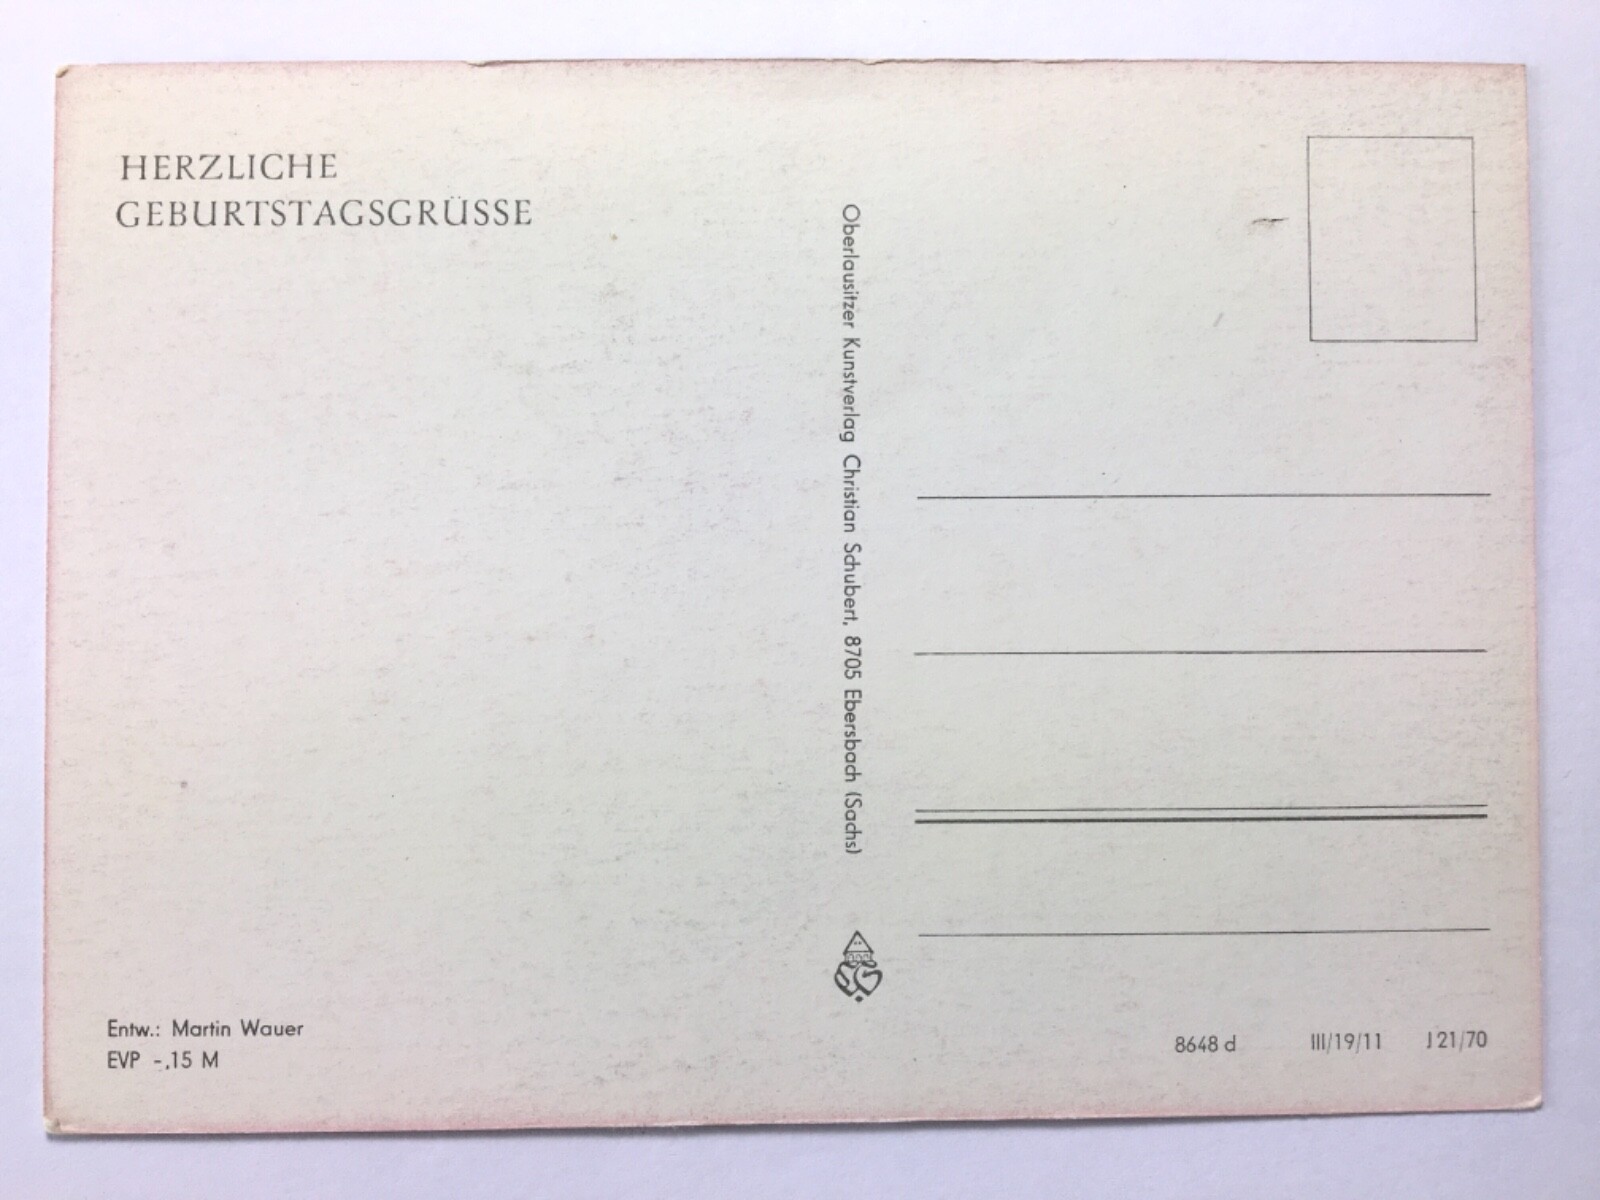 HERZLICHE
GEBURTSTAGSGRÜSSE
Oberlausitzer Kunstverlag Christian Schubert, 8705 Ebersbach (Sachs)
Entw.: Martin Wauer
EVP -.15 M
8648 d III/19/11 J 21/70